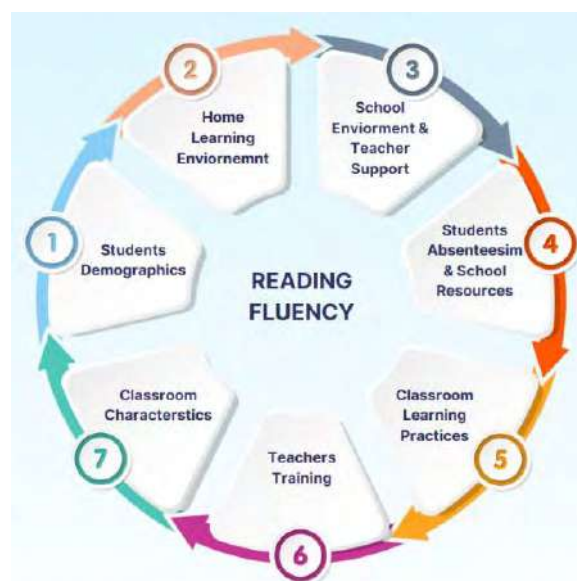 1
Students
Demographics
2
Home
Learning
Enviornemnt
3
School
Enviorment &
Teacher
Support
4
Students
Absenteesim
& School
Resources
5
Classroom
Learning
Practices
6
Teachers
Training
7
Classroom
Characterstics
READING
FLUENCY